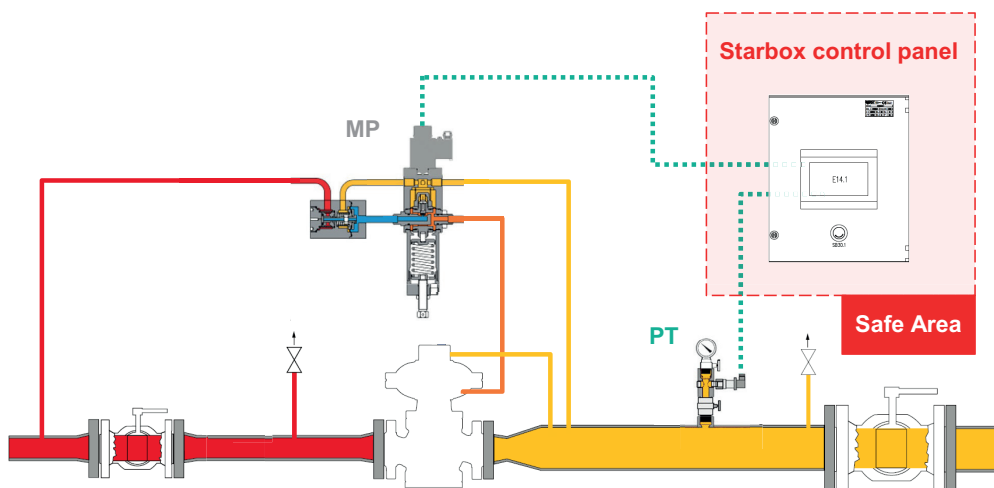 Starbox control panel
MP
E14.1
SB30.1
Safe Area
PT